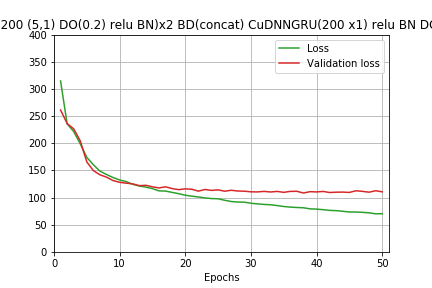 200 (5,1) DO(0.2) relu BN)x2 BD(concat) CuDNNGRU(200 x1) relu BN DO
Loss
Validation loss
400
350
300
250
200
150
100
50
0
0 10 20 30 40 50
Epochs